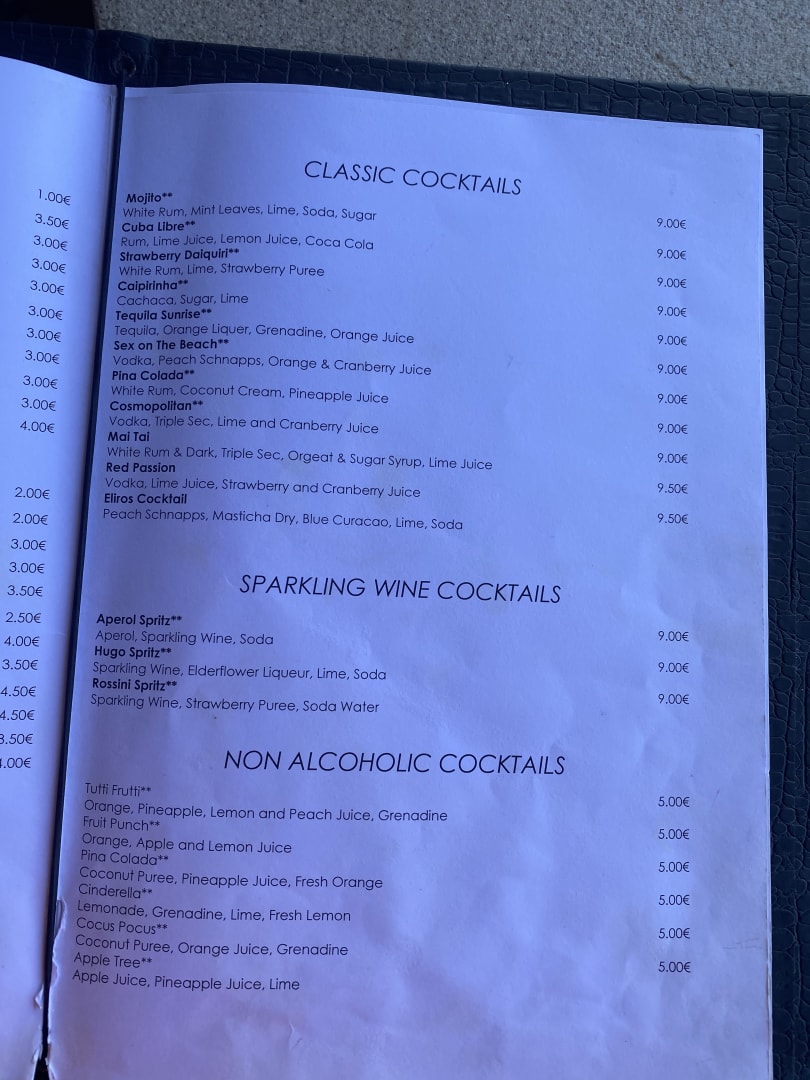 1.00€
3.50€
3.00€
3.00€
3.00€
3.00€
3.00€
3.00€
3.00€
3.00€
4.00€
2.00€
2.00€
3.00€
3.00€
3.50€
2.50€
4.00€
3.50€
4.50€
4.50€
3.50€
.00€
CLASSIC COCKTAILS
Mojito**
White Rum, Mint Leaves, Lime, Soda, Sugar 9.00€
Cuba Libre**
Rum, Lime Juice, Lemon Juice, Coca Cola 9.00€
Strawberry Daiquiri**
White Rum, Lime, Strawberry Puree 9.00€
Caipirinha**
Cachaca, Sugar, Lime 9.00€
Tequila Sunrise**
Tequila, Orange Liquer, Grenadine, Orange Juice 9.00€
Sex on The Beach**
Vodka, Peach Schnapps, Orange & Cranberry Juice 9.00€
Pina Colada**
White Rum, Coconut Cream, Pineapple Juice 9.00€
Cosmopolitan**
Vodka, Triple Sec, Lime and Cranberry Juice 9.00€
Mai Tai
White Rum & Dark, Triple Sec, Orgeat & Sugar Syrup, Lime Juice 9.00€
Red Passion
Vodka, Lime Juice, Strawberry and Cranberry Juice 9.50€
Eliros Cocktail
Peach Schnapps, Masticha Dry, Blue Curacao, Lime, Soda 9.50€
SPARKLING WINE COCKTAILS
Aperol Spritz**
Aperol, Sparkling Wine, Soda 9.00€
Hugo Spritz**
Sparkling Wine, Elderflower Liqueur, Lime, Soda 9.00€
Rossini Spritz**
Sparkling Wine, Strawberry Puree, Soda Water 9.00€
NON ALCOHOLIC COCKTAILS
Tutti Frutti**
Orange, Pineapple, Lemon and Peach Juice, Grenadine 5.00€
Fruit Punch**
Orange, Apple and Lemon Juice 5.00€
Pina Colada**
Coconut Puree, Pineapple Juice, Fresh Orange 5.00€
Cinderella**
Lemonade, Grenadine, Lime, Fresh Lemon 5.00€
Cocus Pocus**
Coconut Puree, Orange Juice, Grenadine 5.00€
Apple Tree**
Apple Juice, Pineapple Juice, Lime 5.00€